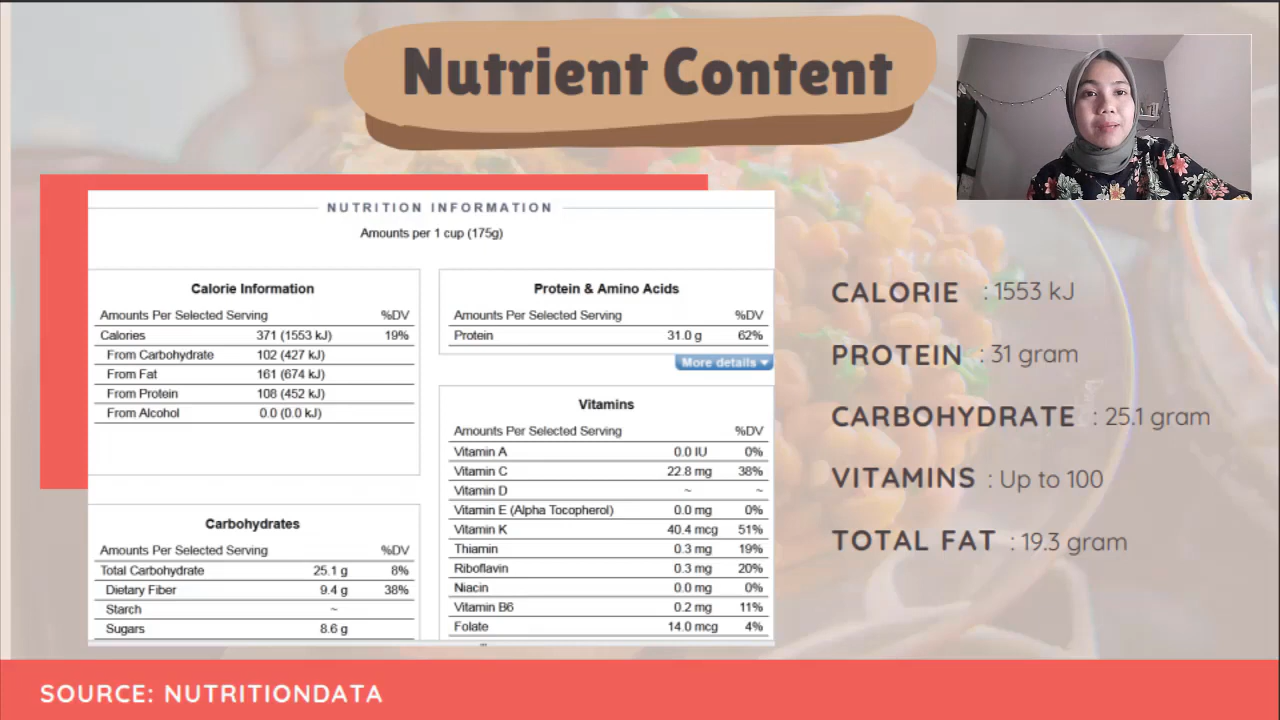 Nutrient Content
NUTRITION INFORMATION
Amounts per 1 cup (175g)
Calorie Information
Amounts Per Selected Serving %DV
Calories 371 (1553 kJ) 19%
From Carbohydrate 102 (427 kJ)
From Fat 161 (674 kJ)
From Protein 108 (452 kJ)
From Alcohol 0.0 (0.0 kJ)
Carbohydrates
Amounts Per Selected Serving %DV
Total Carbohydrate 25.1 g 8%
Dietary Fiber 9.4 g 38%
Starch ~
Sugars 8.6 g
Protein & Amino Acids
Amounts Per Selected Serving %DV
Protein 31.0 g 62%
More details
Vitamins
Amounts Per Selected Serving %DV
Vitamin A 0.0 IU 0%
Vitamin C 22.8 mg 38%
Vitamin D ~ ~
Vitamin E (Alpha Tocopherol) 0.0 mg 0%
Vitamin K 40.4 mcg 51%
Thiamin 0.3 mg 19%
Riboflavin 0.3 mg 20%
Niacin 0.0 mg 0%
Vitamin B6 0.2 mg 11%
Folate 14.0 mcg 4%
CALORIE : 1553 kJ
PROTEIN : 31 gram
CARBOHYDRATE : 25.1 gram
VITAMINS : Up to 100
TOTAL FAT : 19.3 gram
SOURCE: NUTRITIONDATA